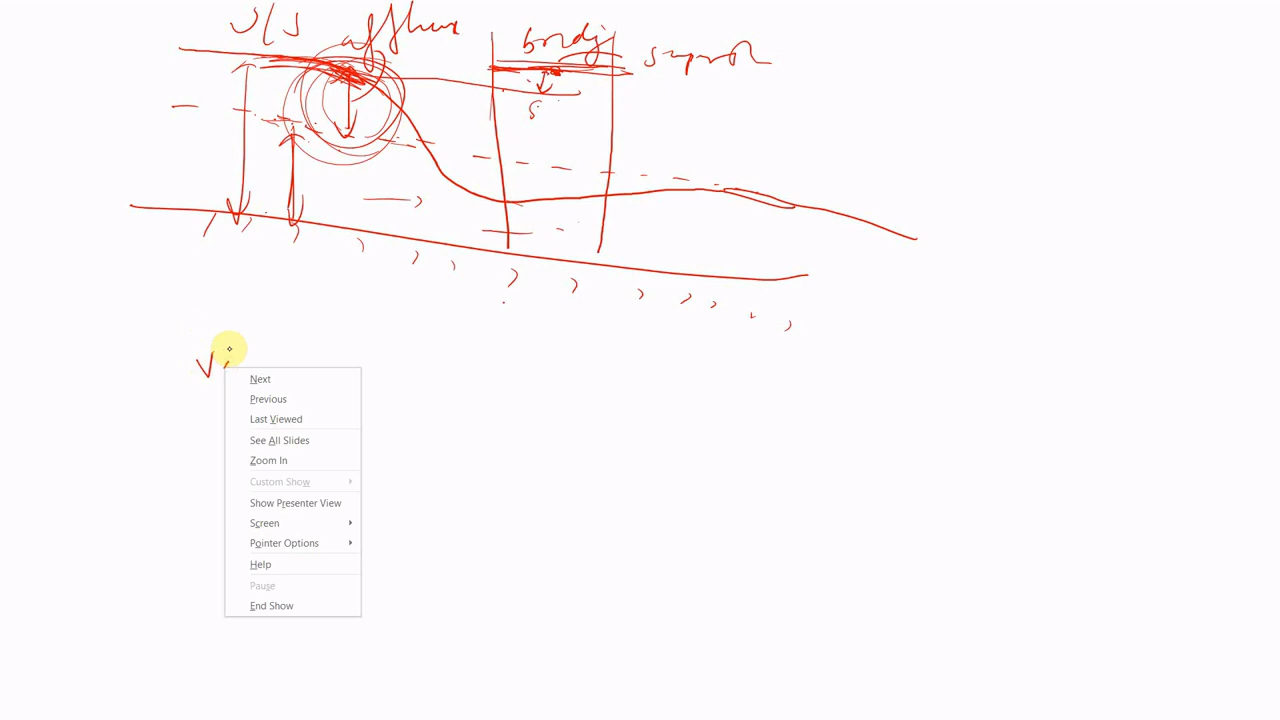 U/S afflux
bridge
S
Next
Previous
Last Viewed
See All Slides
Zoom In
Custom Show
Show Presenter View
Screen
Pointer Options
Help
Pause
End Show